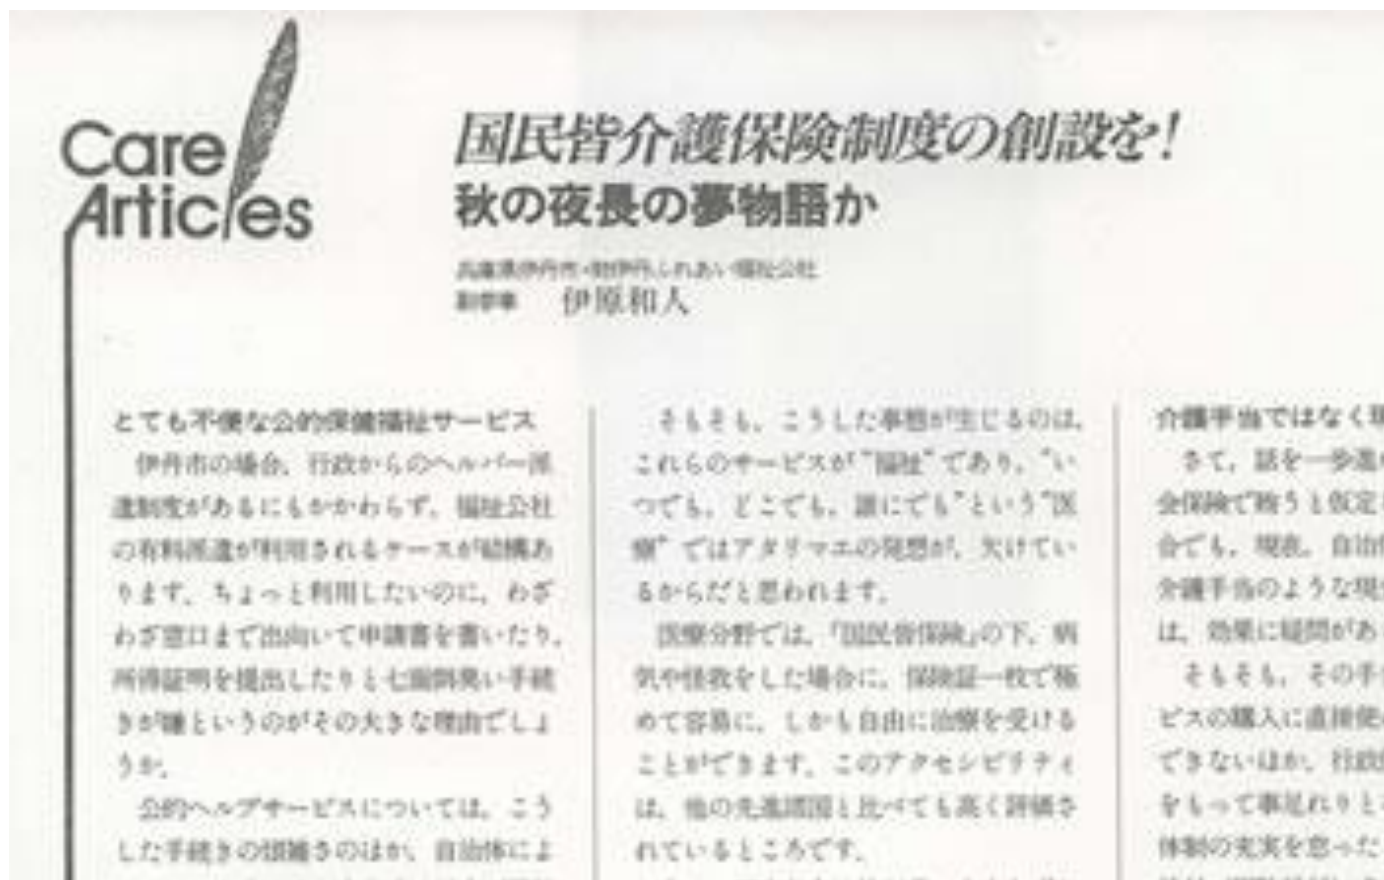 Care
Articles
国民皆介護保険制度の創設を!
秋の夜長の夢物語か
兵庫県伊丹市・㈶伊丹ふれあい福祉公社
副参事 伊原和人
とても不便な公的保健福祉サービス
伊丹市の場合、行政からのヘルパー派
遣制度があるにもかかわらず、福祉公社
の有料派遣が利用されるケースが結構あ
ります。ちょっと利用したいのに、わざ
わざ窓口まで出向いて申請書を書いたり、
所得証明を提出したりと七面倒臭い手続
きが嫌というのがその大きな理由でしょ
うか。
公的ヘルプサービスについては、こう
した手続きの煩雑さのほか、自治体によ
そもそも、こうした事態が生じるのは、
これらのサービスが“福祉”であり、“い
つでも、どこでも、誰にでも”という“医
療”ではアタリマエの発想が、欠けてい
るからだと思われます。
医療分野では、「国民皆保険」の下、病
気や怪我をした場合に、保険証一枚で極
めて容易に、しかも自由に治療を受ける
ことができます。このアクセシビリティ
は、他の先進諸国と比べても高く評価さ
れているところです。
介護手当ではなく現
さて、話を一歩進め
会保険で賄うと仮定
合でも、現在、自治体
介護手当のような現金
は、効果に疑問があ
そもそも、その手当
ビスの購入に直接使
できないほか、行政
をもって事足れりと
体制の充実を怠った